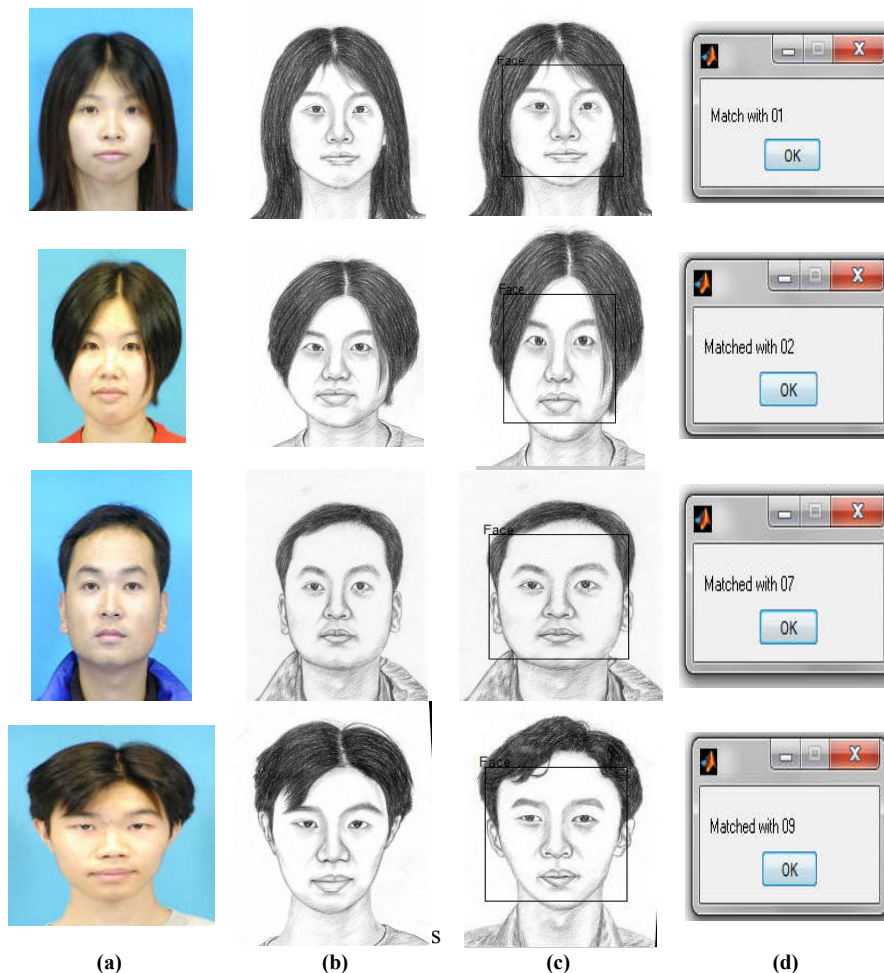 Face
Match with 01
OK
Face
Matched with 02
OK
Face
Matched with 07
OK
Face
Matched with 09
OK
s
(a) (b) (c) (d)